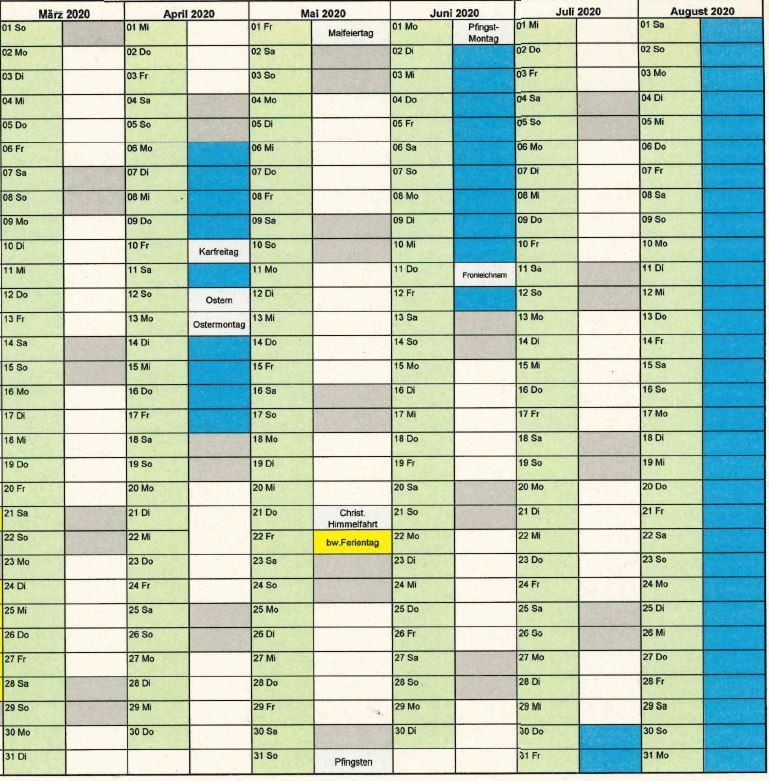 März 2020 April 2020 Mai 2020 Juni 2020 Juli 2020 August 2020
01 So 01 Mi 01 Fr Maifeiertag 01 Mo Pfingst-Montag 01 Mi 01 Sa
02 Mo 02 Do 02 Sa 02 Di 02 Do 02 So
03 Di 03 Fr 03 So 03 Mi 03 Fr 03 Mo
04 Mi 04 Sa 04 Mo 04 Do 04 Sa 04 Di
05 Do 05 So 05 Di 05 Fr 05 So 05 Mi
06 Fr 06 Mo 06 Mi 06 Sa 06 Mo 06 Do
07 Sa 07 Di 07 Do 07 So 07 Di 07 Fr
08 So 08 Mi 08 Fr 08 Mo 08 Mi 08 Sa
09 Mo 09 Do 09 Sa 09 Di 09 Do 09 So
10 Di 10 Fr Karfreitag 10 So 10 Mi 10 Fr 10 Mo
11 Mi 11 Sa 11 Mo 11 Do Fronleichnam 11 Sa 11 Di
12 Do 12 So Ostern 12 Di 12 Fr 12 So 12 Mi
13 Fr 13 Mo Ostermontag 13 Mi 13 Sa 13 Mo 13 Do
14 Sa 14 Di 14 Do 14 So 14 Di 14 Fr
15 So 15 Mi 15 Fr 15 Mo 15 Mi 15 Sa
16 Mo 16 Do 16 Sa 16 Di 16 Do 16 So
17 Di 17 Fr 17 So 17 Mi 17 Fr 17 Mo
18 Mi 18 Sa 18 Mo 18 Do 18 Sa 18 Di
19 Do 19 So 19 Di 19 Fr 19 So 19 Mi
20 Fr 20 Mo 20 Mi 20 Sa 20 Mo 20 Do
21 Sa 21 Di 21 Do Christ. Himmelfahrt 21 So 21 Di 21 Fr
22 So 22 Mi 22 Fr bw.Ferientag 22 Mo 22 Mi 22 Sa
23 Mo 23 Do 23 Sa 23 Di 23 Do 23 So
24 Di 24 Fr 24 So 24 Mi 24 Fr 24 Mo
25 Mi 25 Sa 25 Mo 25 Do 25 Sa 25 Di
26 Do 26 So 26 Di 26 Fr 26 So 26 Mi
27 Fr 27 Mo 27 Mi 27 Sa 27 Mo 27 Do
28 Sa 28 Di 28 Do 28 So 28 Di 28 Fr
29 So 29 Mi 29 Fr 29 Mo 29 Mi 29 Sa
30 Mo 30 Do 30 Sa 30 Di 30 Do 30 So
31 Di 31 So Pfingsten 31 Fr 31 Mo